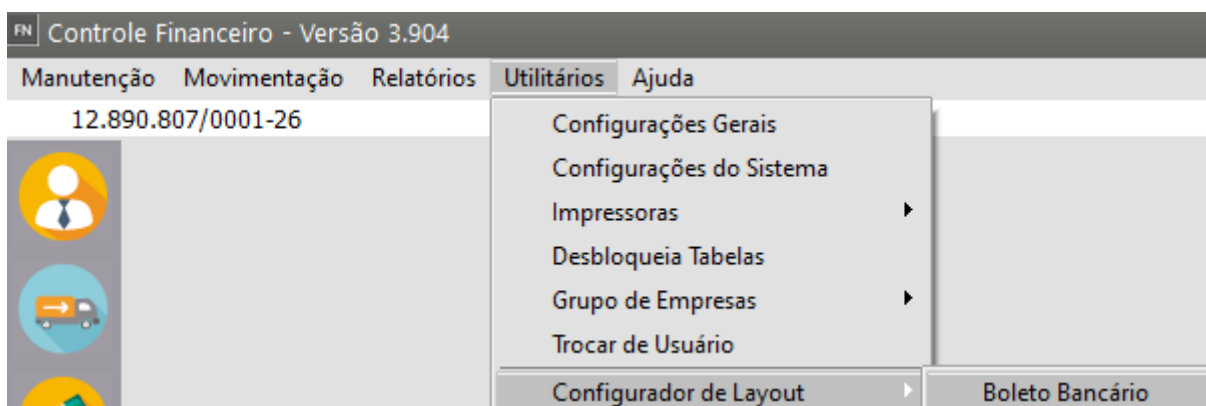 FN Controle Financeiro - Versão 3.904
Manutenção Movimentação Relatórios Utilitários Ajuda
12.890.807/0001-26
Configurações Gerais
Configurações do Sistema
Impressoras
Desbloqueia Tabelas
Grupo de Empresas
Trocar de Usuário
Configurador de Layout Boleto Bancário